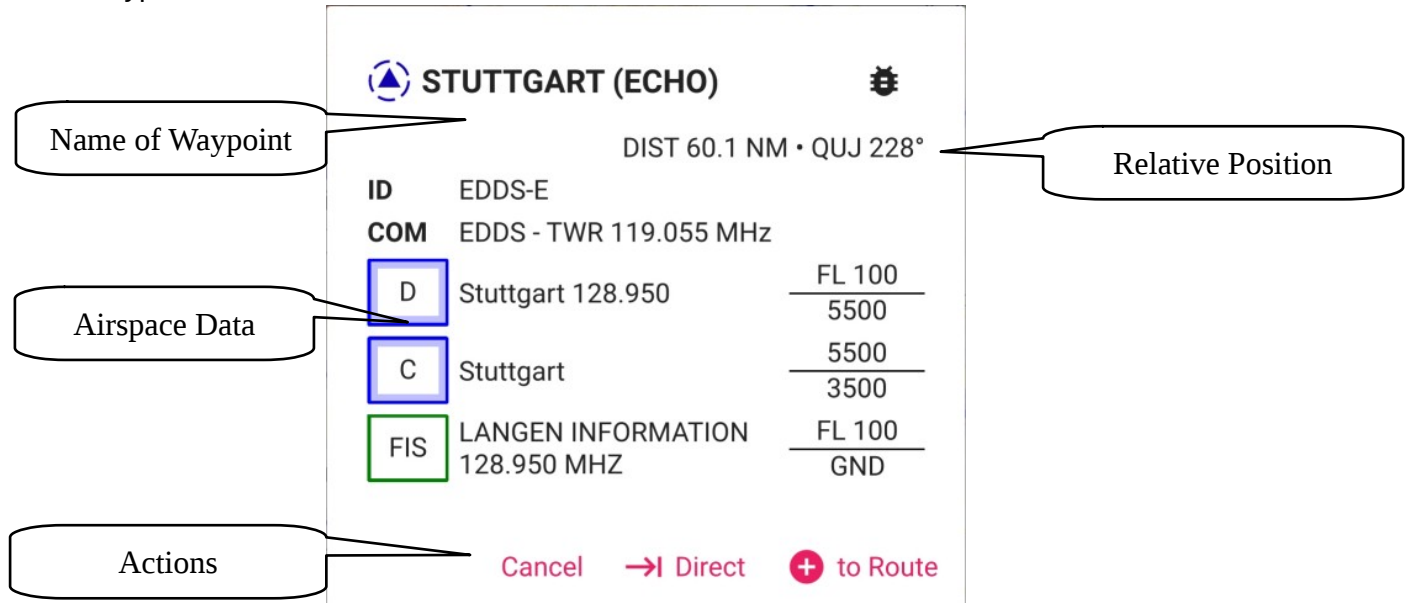 STUTTGART (ECHO)
Name of Waypoint
DIST 60.1 NM • QUJ 228°
Relative Position
ID EDDS-E
COM EDDS - TWR 119.055 MHz
D Stuttgart 128.950 FL 100
5500
Airspace Data
C Stuttgart 5500
3500
FIS LANGEN INFORMATION FL 100
128.950 MHZ GND
Actions
Cancel Direct to Route